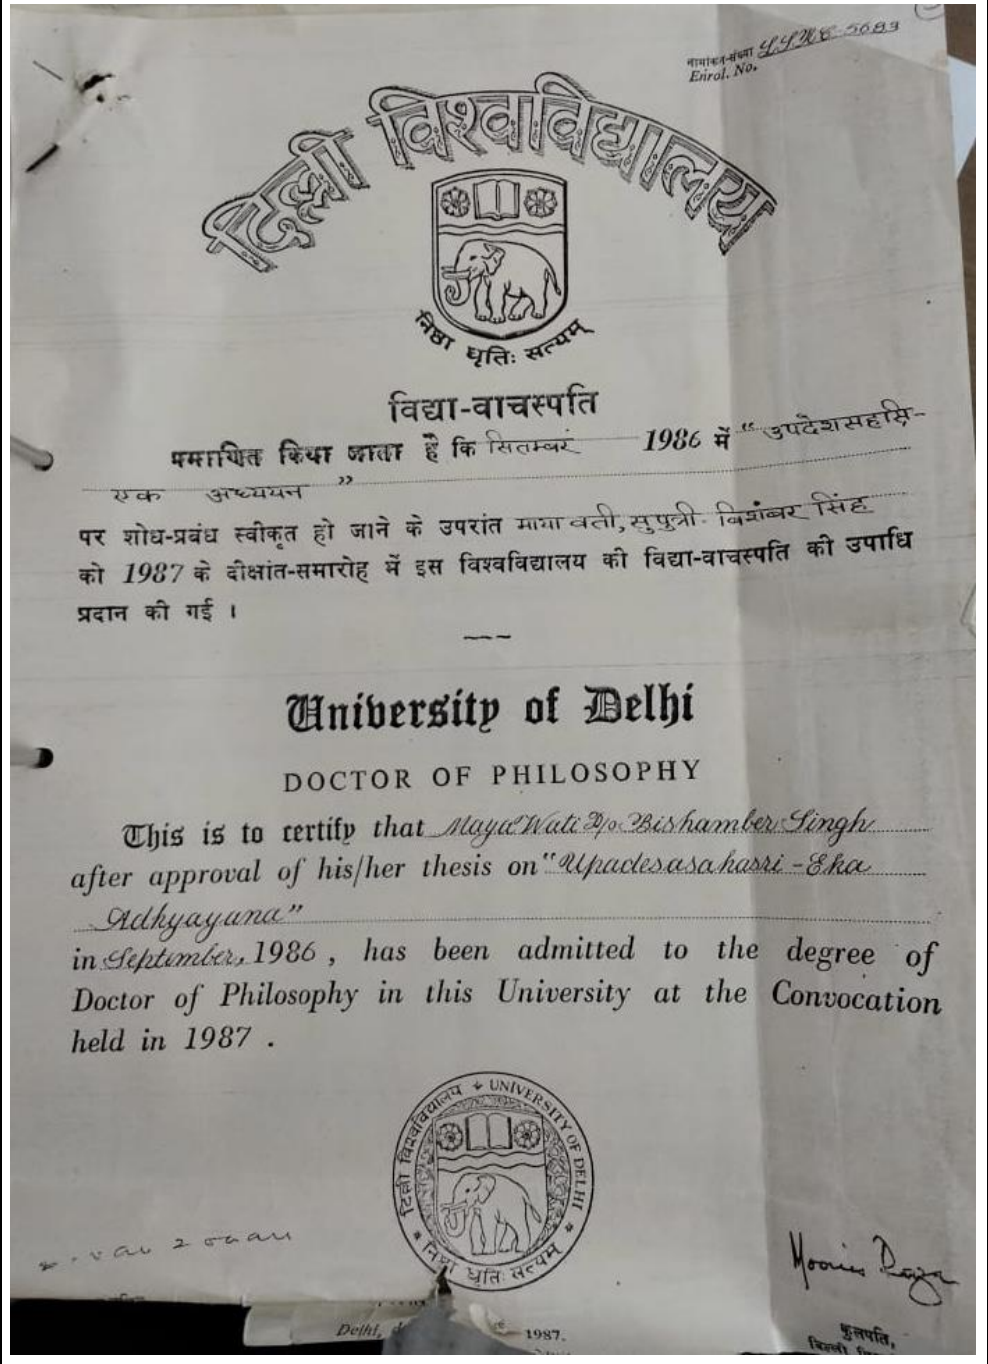 नामांकन-संख्या
Enrol. No. 5683
दिल्ली विश्वविद्यालय
निष्ठा धृतिः सत्यम्
विद्या-वाचस्पति
प्रमाणित किया जाता है कि सितम्बर 1986 में "उपदेशसहस्रि-
एक अध्ययन"
पर शोध-प्रबंध स्वीकृत हो जाने के उपरांत माया वती, सुपुत्री- विशंबर सिंह
को 1987 के दीक्षांत-समारोह में इस विश्वविद्यालय की विद्या-वाचस्पति की उपाधि
प्रदान की गई ।
University of Delhi
DOCTOR OF PHILOSOPHY
This is to certify that Maya Wati D/o Bishamber Singh
after approval of his/her thesis on "Upadesasahasri - Eka
Adhyayana"
in September, 1986 , has been admitted to the degree of
Doctor of Philosophy in this University at the Convocation
held in 1987 .
दिल्ली विश्वविद्यालय UNIVERSITY OF DELHI
निष्ठा धृतिः सत्यम्
Moonis Raza
Delhi, 1987.
कुलपति,